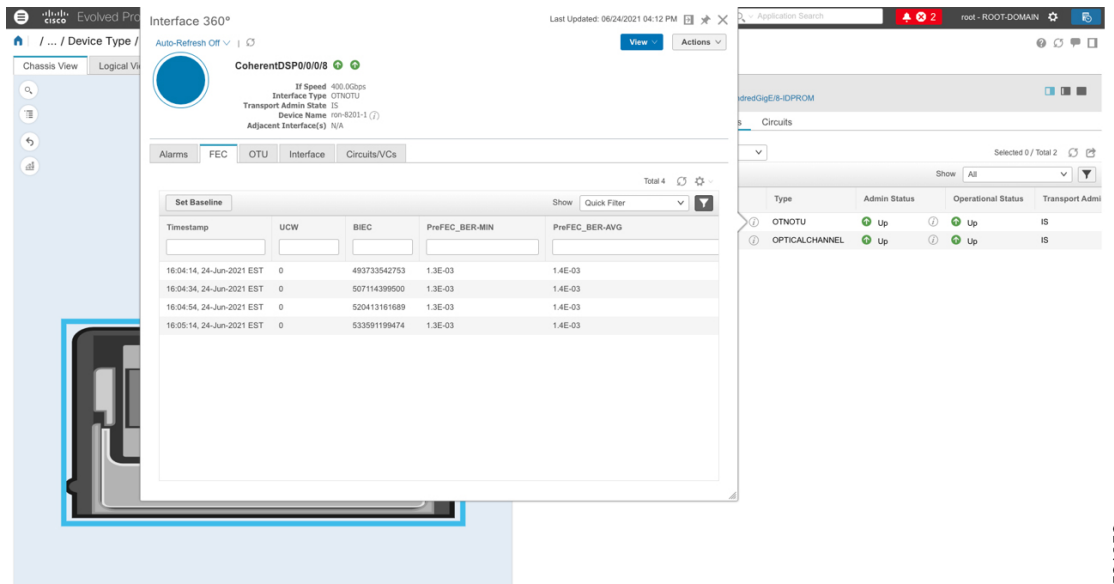 cisco Evolved Pro
Application Search
2
root - ROOT-DOMAIN
/ ... / Device Type /
Chassis View
Logical Vi
Interface 360°
Last Updated: 06/24/2021 04:12 PM
Auto-Refresh Off
View
Actions
CoherentDSP0/0/0/8
If Speed 400.0Gbps
Interface Type OTNOTU
Transport Admin State IS
Device Name ron-8201-1
Adjacent Interface(s) N/A
Alarms FEC OTU Interface Circuits/VCs
Total 4
Set Baseline
Show Quick Filter
Timestamp UCW BIEC PreFEC_BER-MIN PreFEC_BER-AVG
16:04:14, 24-Jun-2021 EST 0 493733542753 1.3E-03 1.4E-03
16:04:34, 24-Jun-2021 EST 0 507114399500 1.3E-03 1.4E-03
16:04:54, 24-Jun-2021 EST 0 520413161689 1.3E-03 1.4E-03
16:05:14, 24-Jun-2021 EST 0 533591199474 1.3E-03 1.4E-03
ndredGigE/8-IDPROM
s Circuits
Selected 0 / Total 2
Show All
Type Admin Status Operational Status Transport Admi
OTNOTU Up Up IS
OPTICALCHANNEL Up Up IS